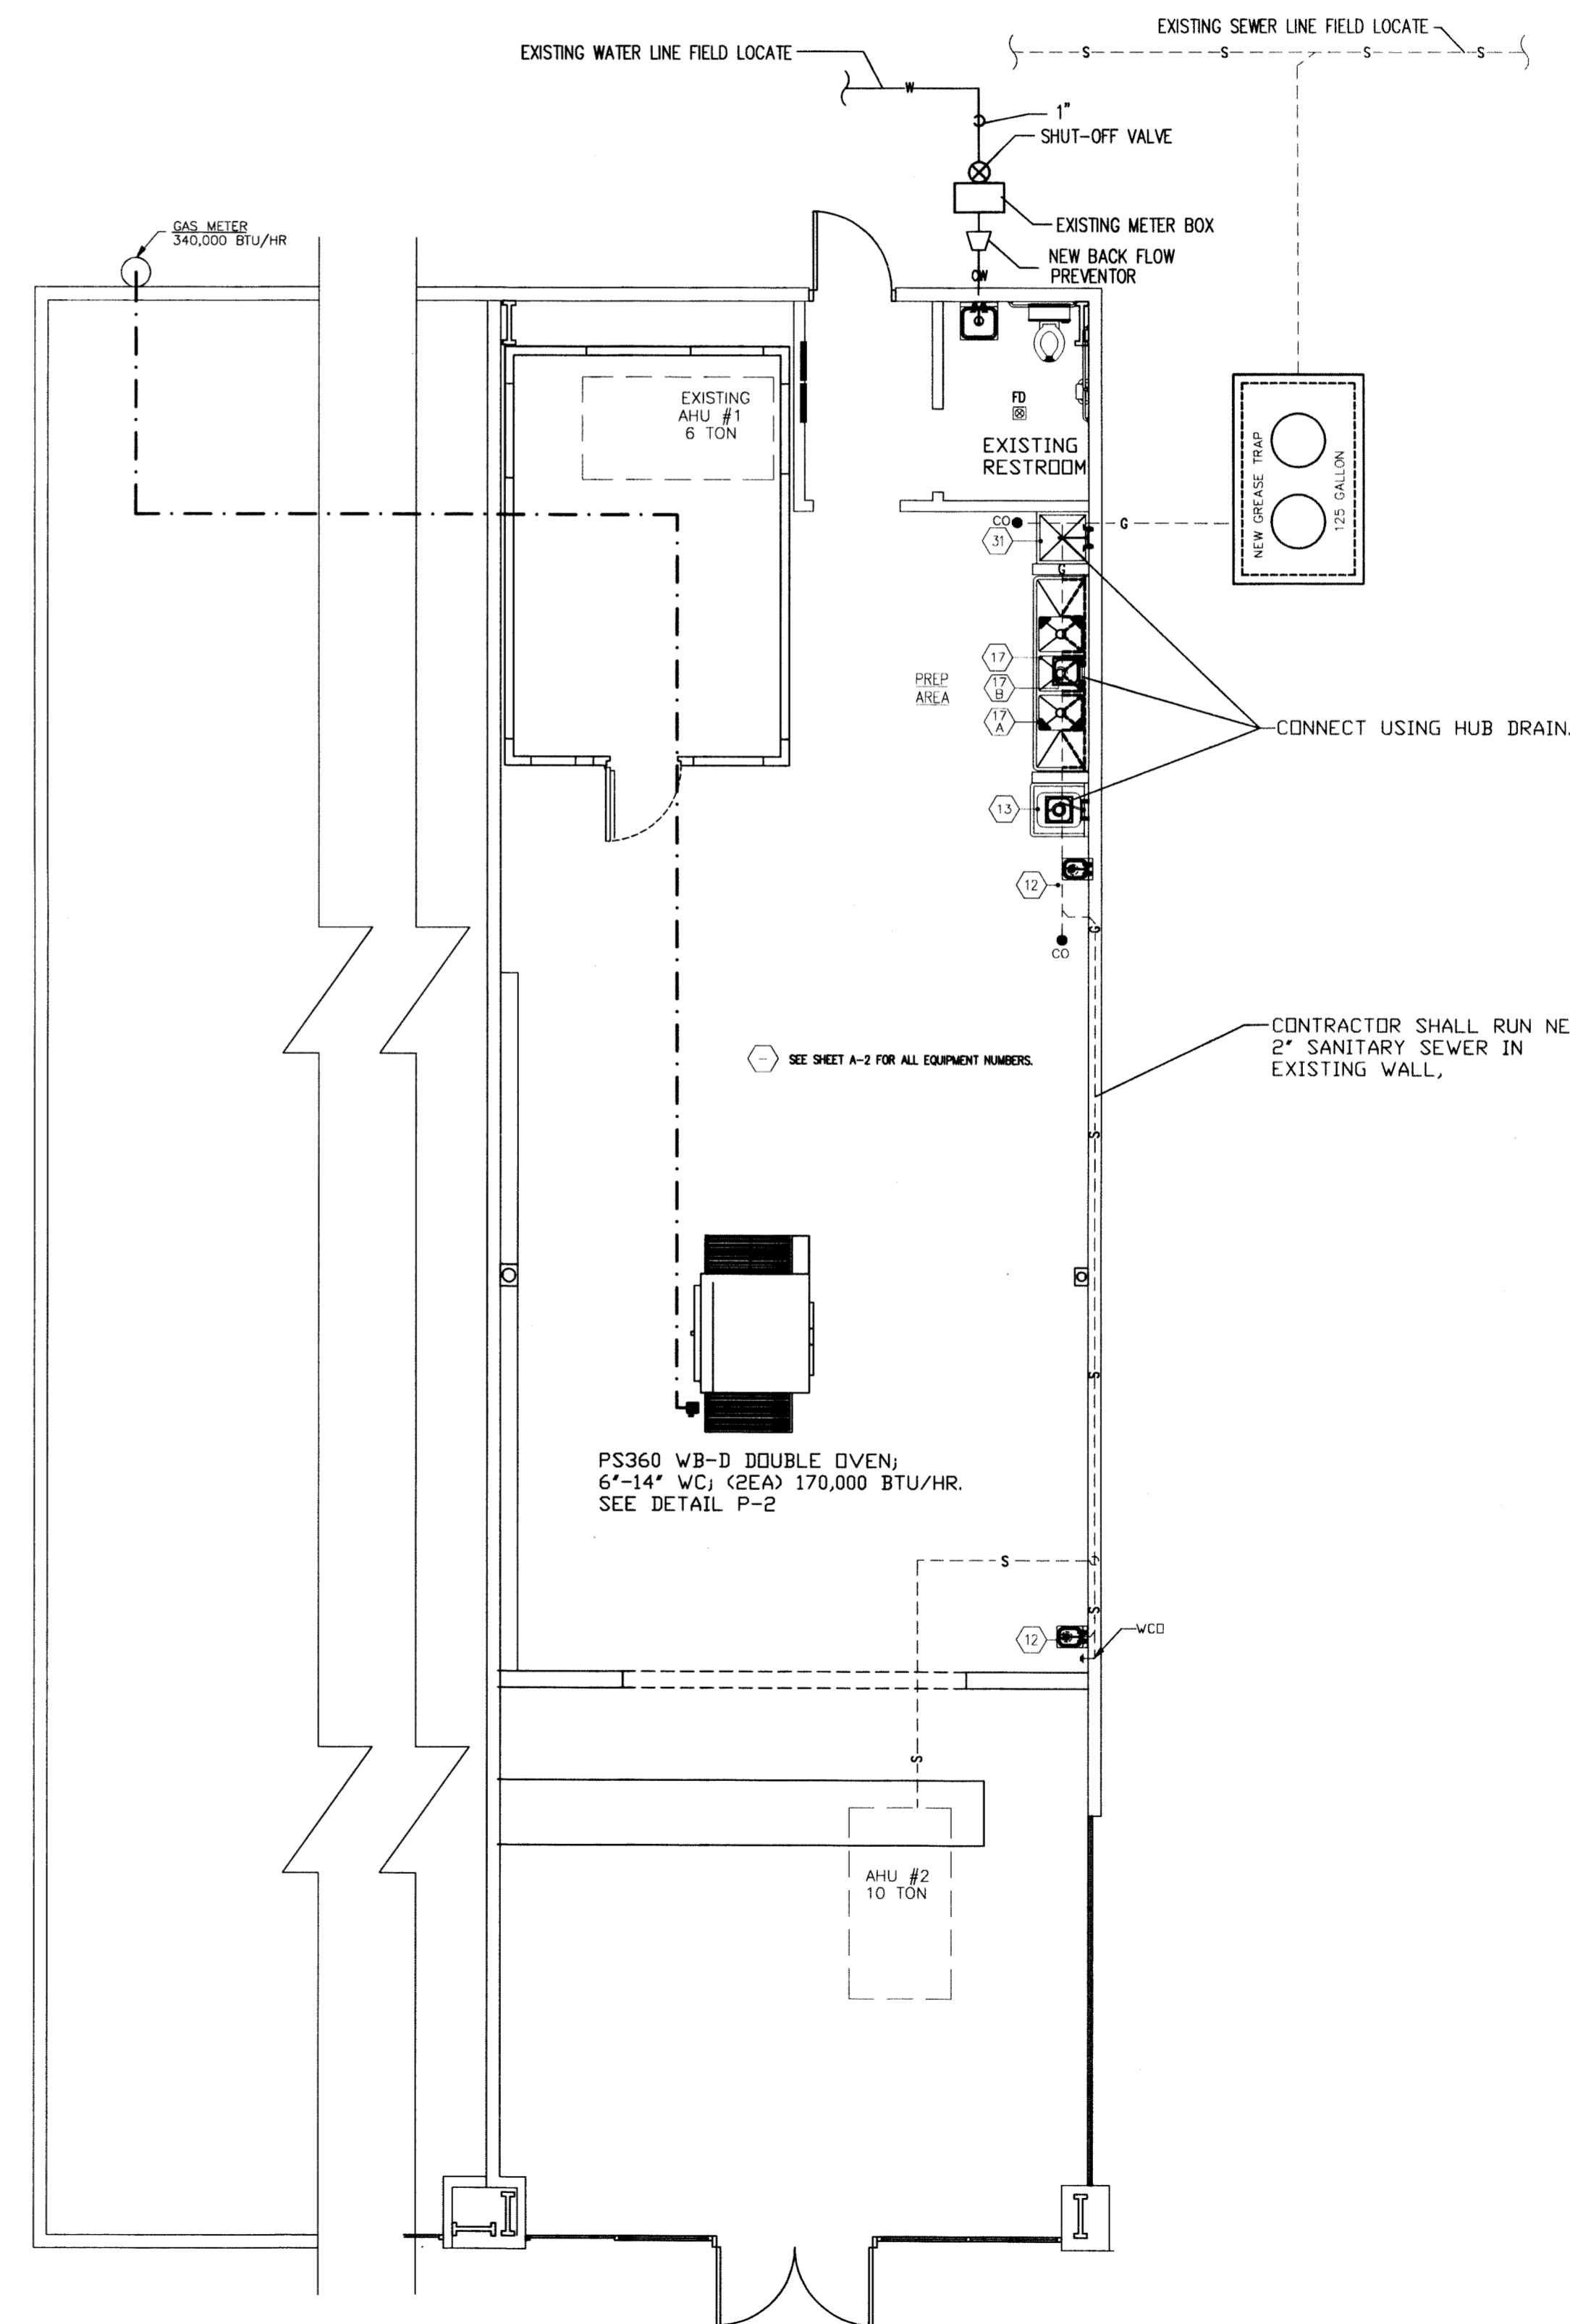 EXISTING SEWER LINE FIELD LOCATE
S
S
S
S
EXISTING WATER LINE FIELD LOCATE
W
1"
SHUT-OFF VALVE
EXISTING METER BOX
NEW BACK FLOW
PREVENTOR
CW
GAS METER
340,000 BTU/HR
EXISTING
AHU #1
6 TON
FD
EXISTING
RESTROOM
NEW GREASE TRAP
125 GALLON
CO
G
31
G
17
17
B
17
A
PREP
AREA
CONNECT USING HUB DRAIN.
13
12
G
CO
CONTRACTOR SHALL RUN NE
2" SANITARY SEWER IN
EXISTING WALL,
SEE SHEET A-2 FOR ALL EQUIPMENT NUMBERS.
S
S
PS360 WB-D DOUBLE OVEN;
6"-14" WC; (2EA) 170,000 BTU/HR.
SEE DETAIL P-2
S
S
12
WCO
S
AHU #2
10 TON